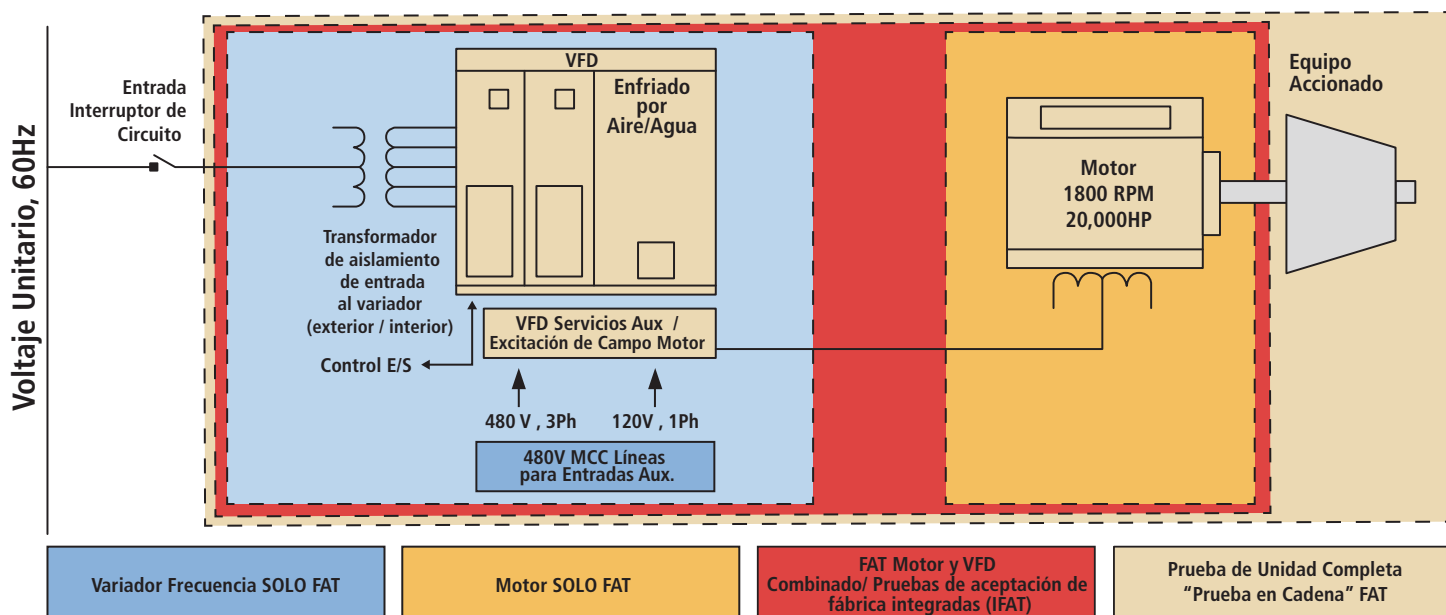 Voltaje Unitario, 60Hz
Entrada
Interruptor de
Circuito
VFD
Enfriado
por
Aire/Agua
Transformador
de aislamiento
de entrada
al variador
(exterior / interior)
Control E/S
VFD Servicios Aux /
Excitación de Campo Motor
480 V , 3Ph
120V , 1Ph
480V MCC Líneas
para Entradas Aux.
Motor
1800 RPM
20,000HP
Equipo
Accionado
Variador Frecuencia SOLO FAT
Motor SOLO FAT
FAT Motor y VFD
Combinado/ Pruebas de aceptación de
fábrica integradas (IFAT)
Prueba de Unidad Completa
“Prueba en Cadena” FAT